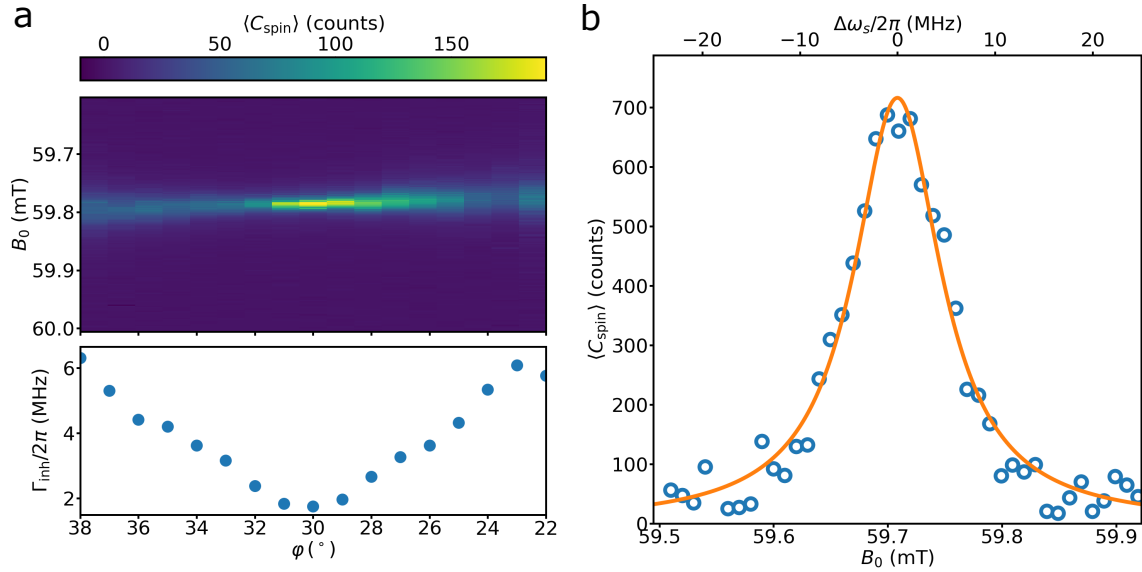 a
⟨C_spin⟩ (counts)
0 50 100 150
B_0 (mT)
59.7
59.8
59.9
60.0
Γ_inh/2π (MHz)
6
4
2
38 36 34 32 30 28 26 24 22
φ(°)
b
Δω_s/2π (MHz)
−20 −10 0 10 20
⟨C_spin⟩ (counts)
700
600
500
400
300
200
100
0
59.5 59.6 59.7 59.8 59.9
B_0 (mT)